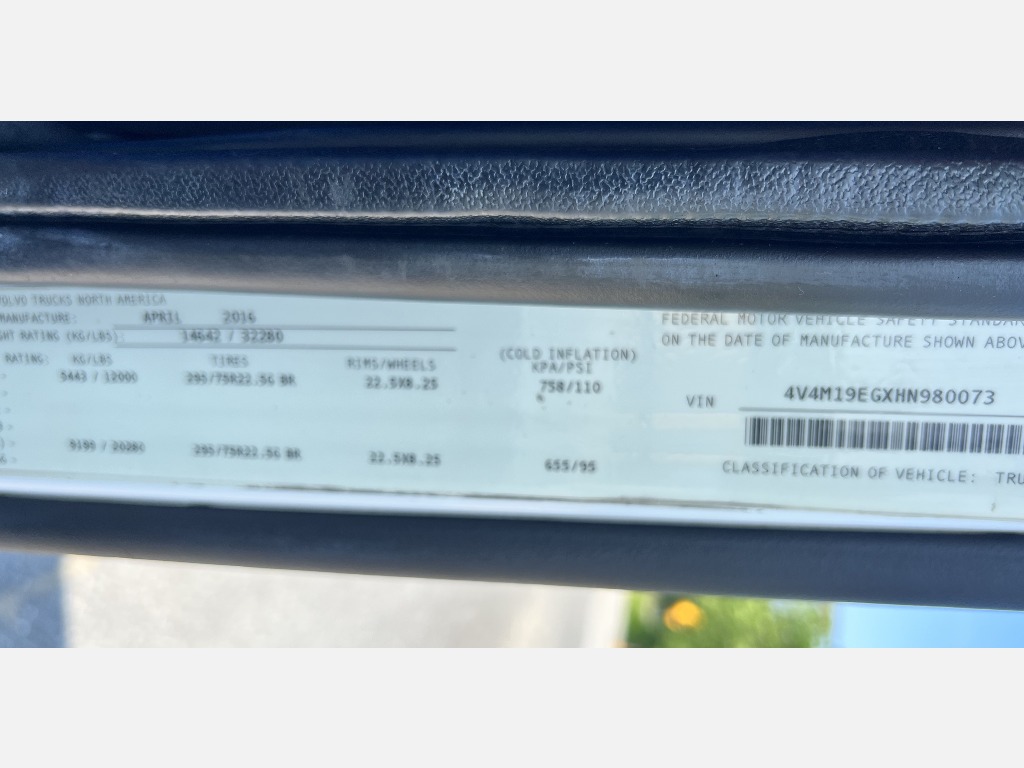 OLVO TRUCKS NORTH AMERICA
MANUFACTURE: APRIL 2016
GHT RATING (KG/LBS): 14642 / 32280
RATING: KG/LBS TIRES RIMS/WHEELS (COLD INFLATION) KPA/PSI
5443 / 12000 295/75R22.5G BR 22.5X8.25 758/110
9199 / 20280 295/75R22.5G BR 22.5X8.25 655/95
FEDERAL MOTOR VEHICLE SAFETY STANDAR
ON THE DATE OF MANUFACTURE SHOWN ABOV
VIN 4V4M19EGXHN980073
CLASSIFICATION OF VEHICLE: TRU